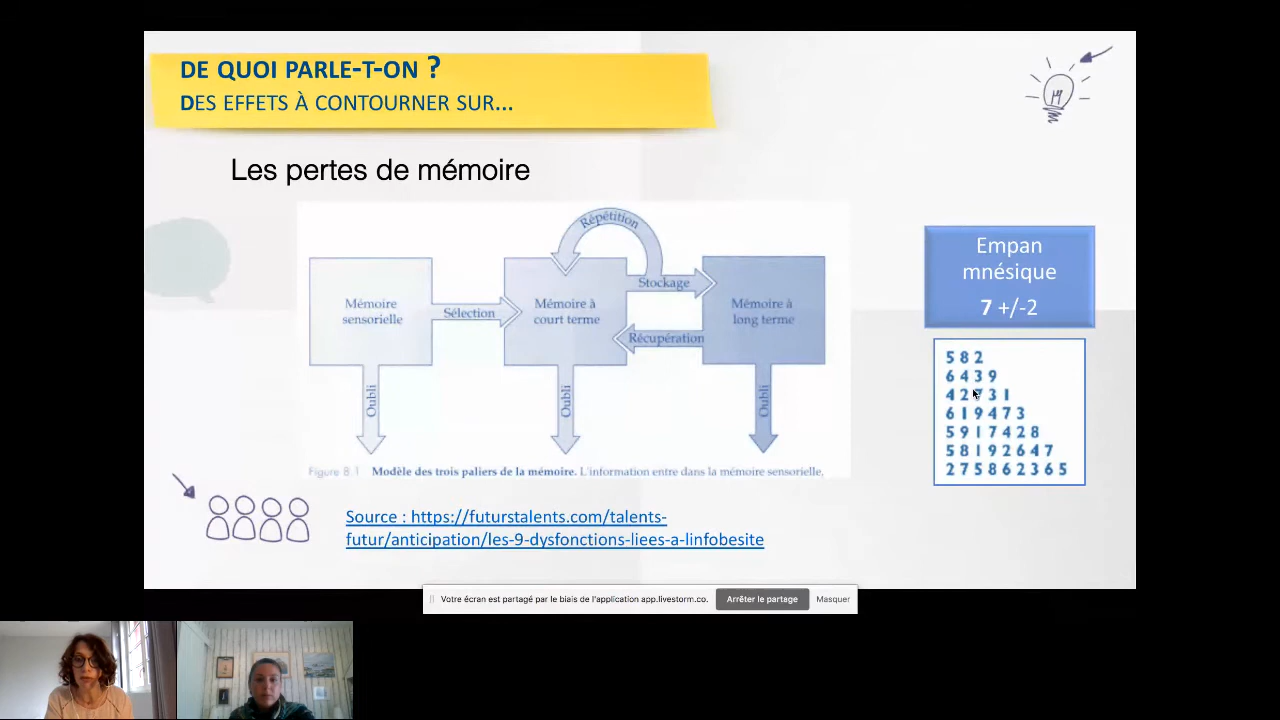 DE QUOI PARLE-T-ON ?
DES EFFETS À CONTOURNER SUR...
Les pertes de mémoire
Répétition
Mémoire sensorielle
Sélection
Mémoire à court terme
Stockage
Récupération
Mémoire à long terme
Oubli
Oubli
Oubli
Figure 8.1 Modèle des trois paliers de la mémoire. L'information entre dans la mémoire sensorielle,
Empan
mnésique
7 +/-2
5 8 2
6 4 3 9
4 2 7 3 1
6 1 9 4 7 3
5 9 1 7 4 2 8
5 8 1 9 2 6 4 7
2 7 5 8 6 2 3 6 5
Source : https://futurstalents.com/talents-
futur/anticipation/les-9-dysfonctions-liees-a-linfobesite
Votre écran est partagé par le biais de l'application app.livestorm.co.
Arrêter le partage
Masquer